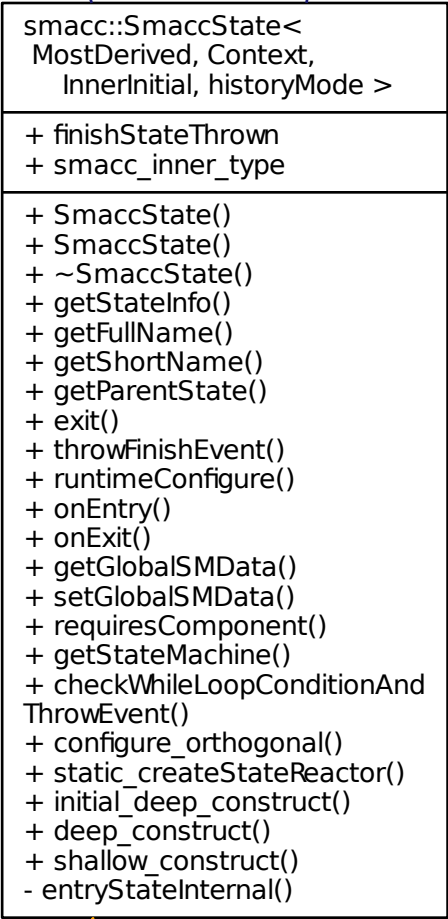 smacc::SmaccState<
MostDerived, Context,
InnerInitial, historyMode >
+ finishStateThrown
+ smacc_inner_type
+ SmaccState()
+ SmaccState()
+ ~SmaccState()
+ getStateInfo()
+ getFullName()
+ getShortName()
+ getParentState()
+ exit()
+ throwFinishEvent()
+ runtimeConfigure()
+ onEntry()
+ onExit()
+ getGlobalSMData()
+ setGlobalSMData()
+ requiresComponent()
+ getStateMachine()
+ checkWhileLoopConditionAnd
ThrowEvent()
+ configure_orthogonal()
+ static_createStateReactor()
+ initial_deep_construct()
+ deep_construct()
+ shallow_construct()
- entryStateInternal()